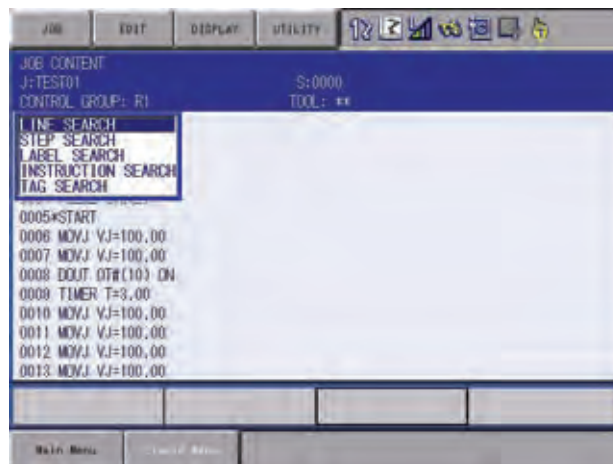 JOB EDIT DISPLAY UTILITY
JOB CONTENT
J:TEST01 S:0000
CONTROL GROUP: R1 TOOL: **
LINE SEARCH
STEP SEARCH
LABEL SEARCH
INSTRUCTION SEARCH
TAG SEARCH
0005*START
0006 MOVJ VJ=100.00
0007 MOVJ VJ=100.00
0008 DOUT OT#(10) ON
0009 TIMER T=3.00
0010 MOVJ VJ=100.00
0011 MOVJ VJ=100.00
0012 MOVJ VJ=100.00
0013 MOVJ VJ=100.00
Main Menu Menu